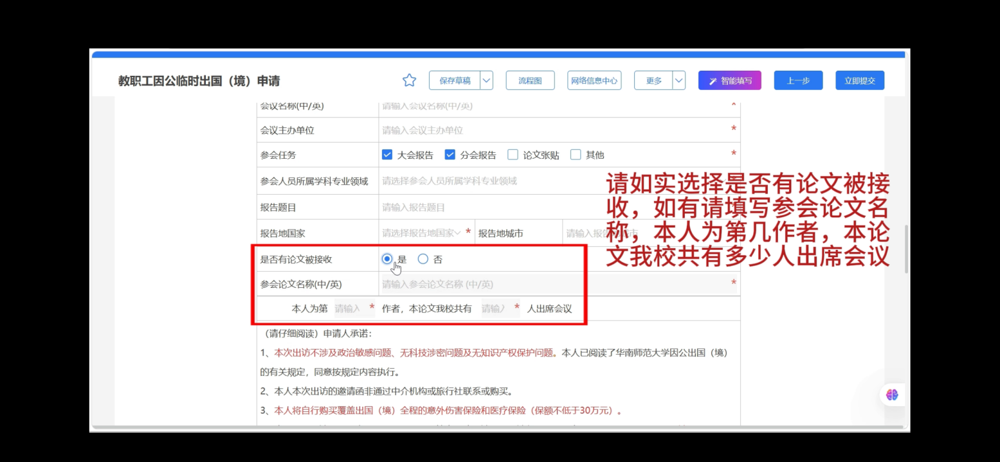 教职工因公临时出国（境）申请
保存草稿
流程图
网络信息中心
更多
智能填写
上一步
立即提交
会议名称(中/英) 请输入会议名称(中/英) *
会议主办单位 请输入会议主办单位 *
参会任务 大会报告 分会报告 论文张贴 其他 *
参会人员所属学科专业领域 请选择参会人员所属学科专业领域
报告题目 请输入报告题目
报告地国家 请选择报告地国家 * 报告地城市 请输入报告地城市
请如实选择是否有论文被接
收，如有请填写参会论文名
称，本人为第几作者，本论
文我校共有多少人出席会议
是否有论文被接收 是 否
参会论文名称(中/英) 请输入参会论文名称 (中/英) *
本人为第 请输入 * 作者，本论文我校共有 请输入 * 人出席会议
（请仔细阅读）申请人承诺：
1、本次出访不涉及政治敏感问题、无科技涉密问题及无知识产权保护问题。本人已阅读了华南师范大学因公出国（境）
的有关规定，同意按规定内容执行。
2、本人本次出访的邀请函非通过中介机构或旅行社联系或购买。
3、本人将自行购买覆盖出国（境）全程的意外伤害保险和医疗保险（保额不低于30万元）。